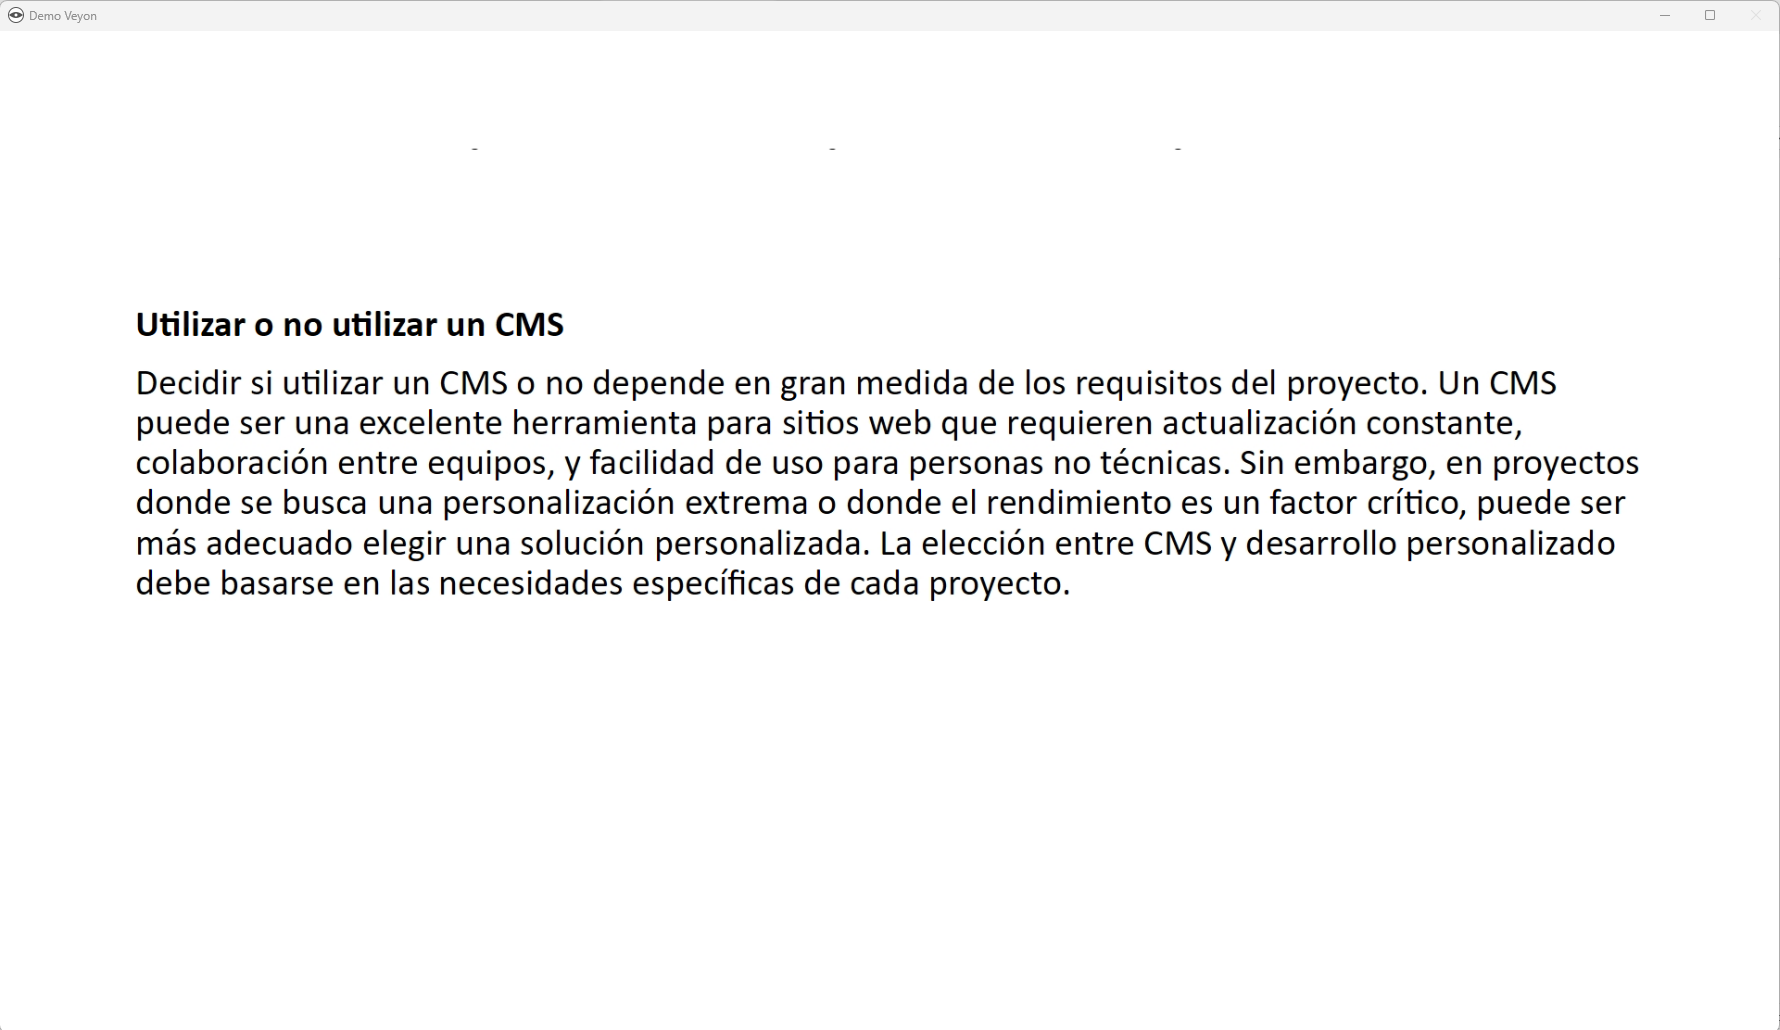 Demo Veyon
Utilizar o no utilizar un CMS
Decidir si utilizar un CMS o no depende en gran medida de los requisitos del proyecto. Un CMS
puede ser una excelente herramienta para sitios web que requieren actualización constante,
colaboración entre equipos, y facilidad de uso para personas no técnicas. Sin embargo, en proyectos
donde se busca una personalización extrema o donde el rendimiento es un factor crítico, puede ser
más adecuado elegir una solución personalizada. La elección entre CMS y desarrollo personalizado
debe basarse en las necesidades específicas de cada proyecto.